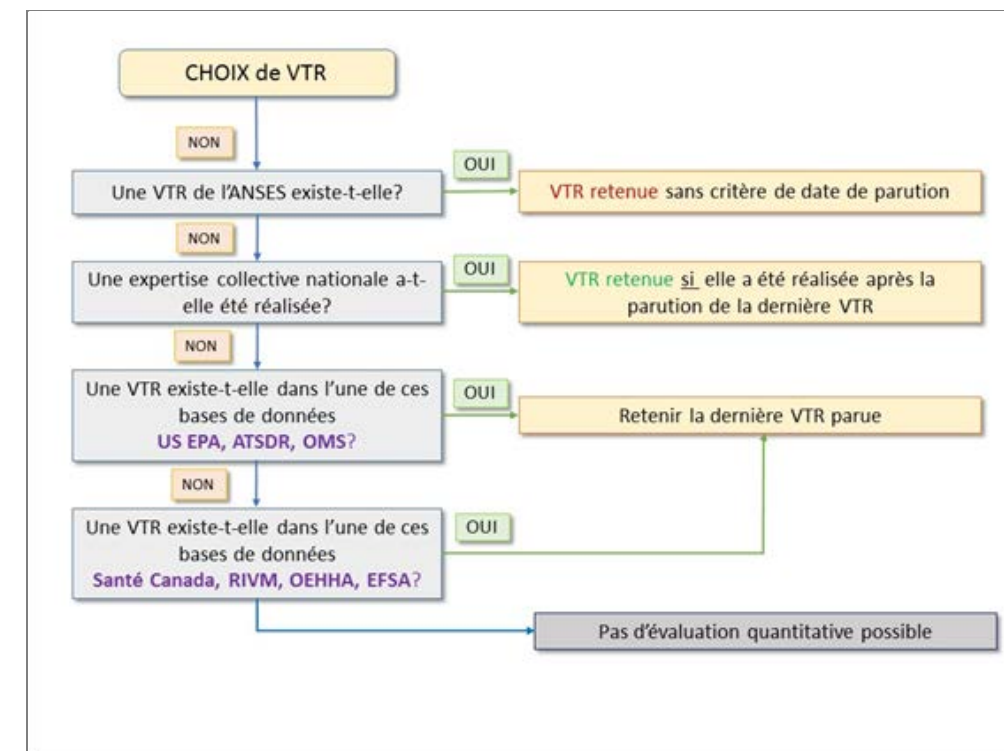 CHOIX de VTR
NON
OUI
Une VTR de l'ANSES existe-t-elle?
VTR retenue sans critère de date de parution
NON
OUI
Une expertise collective nationale a-t-
elle été réalisée?
VTR retenue si elle a été réalisée après la
parution de la dernière VTR
NON
OUI
Une VTR existe-t-elle dans l'une de ces
bases de données
US EPA, ATSDR, OMS?
Retenir la dernière VTR parue
NON
OUI
Une VTR existe-t-elle dans l'une de ces
bases de données
Santé Canada, RIVM, OEHHA, EFSA?
Pas d'évaluation quantitative possible